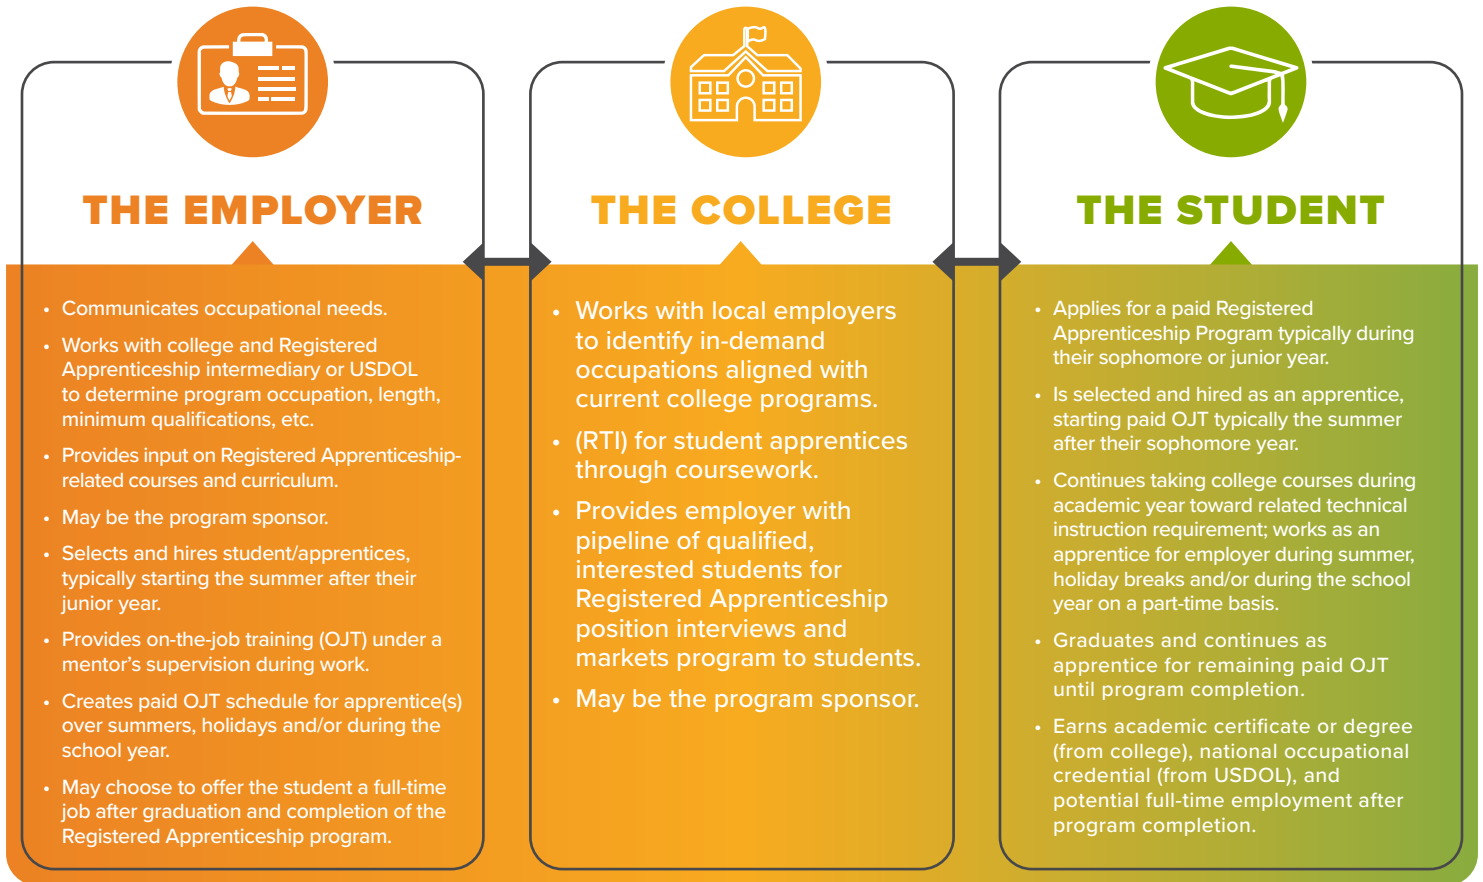 THE EMPLOYER
• Communicates occupational needs.
• Works with college and Registered
Apprenticeship intermediary or USDOL
to determine program occupation, length,
minimum qualifications, etc.
• Provides input on Registered Apprenticeship-
related courses and curriculum.
• May be the program sponsor.
• Selects and hires student/apprentices,
typically starting the summer after their
junior year.
• Provides on-the-job training (OJT) under a
mentor's supervision during work.
• Creates paid OJT schedule for apprentice(s)
over summers, holidays and/or during the
school year.
• May choose to offer the student a full-time
job after graduation and completion of the
Registered Apprenticeship program.
THE COLLEGE
• Works with local employers
to identify in-demand
occupations aligned with
current college programs.
• (RTI) for student apprentices
through coursework.
• Provides employer with
pipeline of qualified,
interested students for
Registered Apprenticeship
position interviews and
markets program to students.
• May be the program sponsor.
THE STUDENT
• Applies for a paid Registered
Apprenticeship Program typically during
their sophomore or junior year.
• Is selected and hired as an apprentice,
starting paid OJT typically the summer
after their sophomore year.
• Continues taking college courses during
academic year toward related technical
instruction requirement; works as an
apprentice for employer during summer,
holiday breaks and/or during the school
year on a part-time basis.
• Graduates and continues as
apprentice for remaining paid OJT
until program completion.
• Earns academic certificate or degree
(from college), national occupational
credential (from USDOL), and
potential full-time employment after
program completion.